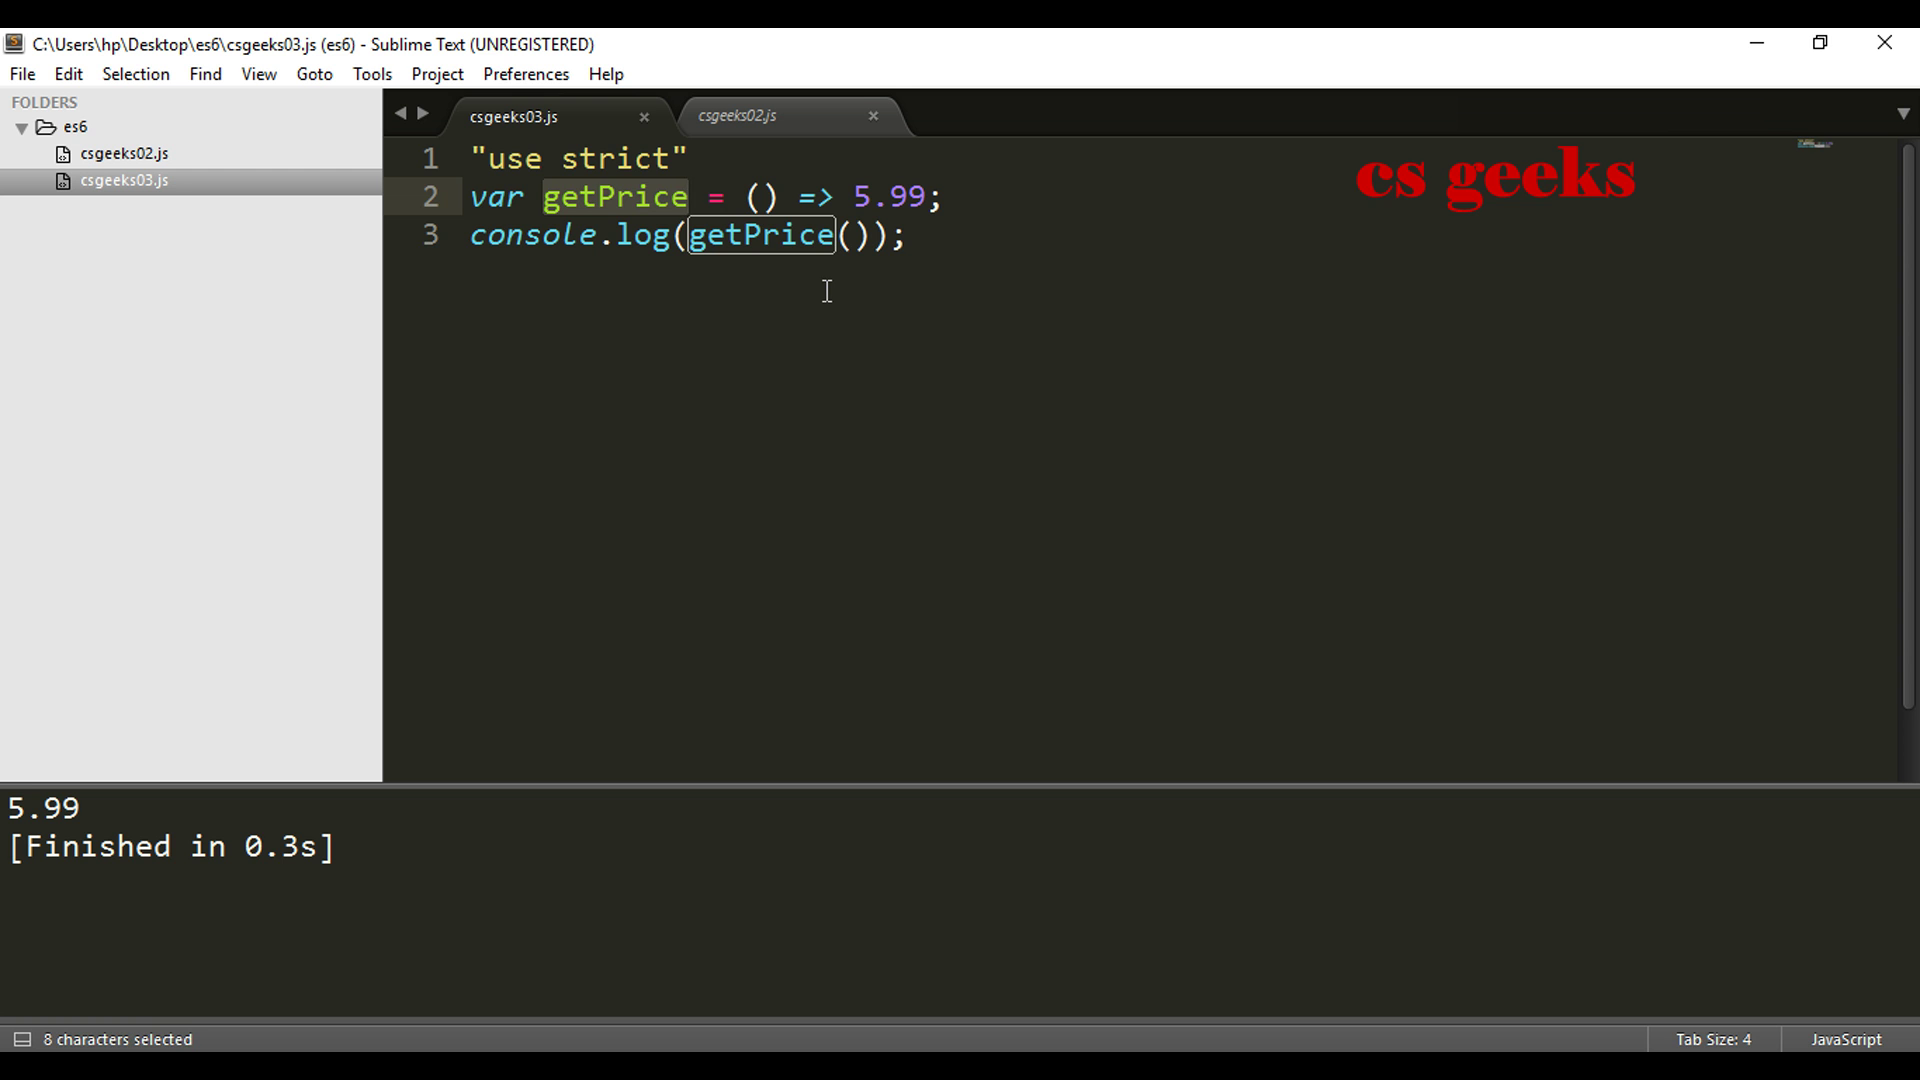 C:\Users\hp\Desktop\es6\csgeeks03.js (es6) - Sublime Text (UNREGISTERED)
File Edit Selection Find View Goto Tools Project Preferences Help
FOLDERS
es6
csgeeks02.js
csgeeks03.js
csgeeks03.js csgeeks02.js
1 "use strict"
2 var getPrice = () => 5.99;
3 console.log(getPrice());
cs geeks
5.99
[Finished in 0.3s]
8 characters selected Tab Size: 4 JavaScript